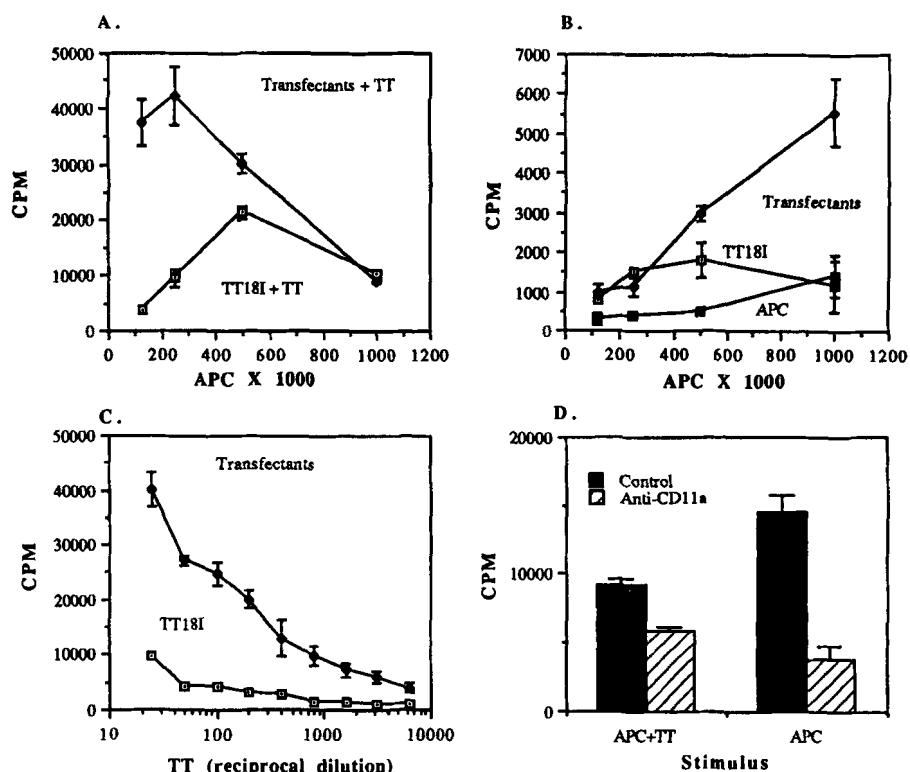 A.
50000
40000
30000
20000
10000
0
CPM
Transfectants + TT
TT18I + TT
0 200 400 600 800 1000 1200
APC X 1000
B.
7000
6000
5000
4000
3000
2000
1000
0
CPM
Transfectants
TT18I
APC
0 200 400 600 800 1000 1200
APC X 1000
C.
50000
40000
30000
20000
10000
0
CPM
Transfectants
TT18I
10 100 1000 10000
TT (reciprocal dilution)
D.
20000
10000
0
CPM
Control
Anti-CD11a
APC+TT APC
Stimulus